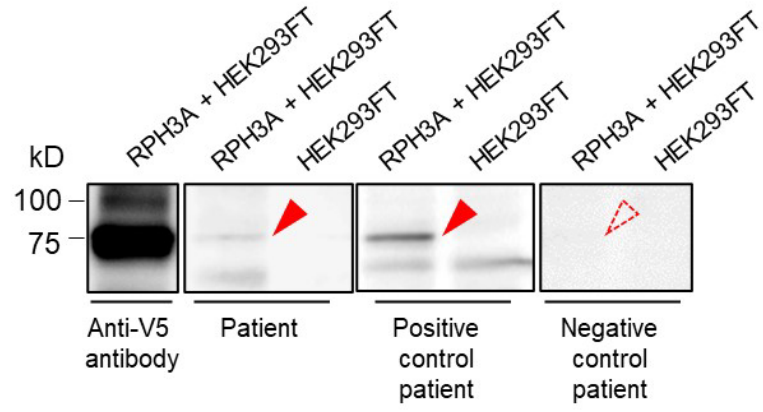 RPH3A + HEK293FT
RPH3A + HEK293FT
HEK293FT
RPH3A + HEK293FT
HEK293FT
RPH3A + HEK293FT
HEK293FT
kD
100
75
Anti-V5
antibody
Patient
Positive
control
patient
Negative
control
patient